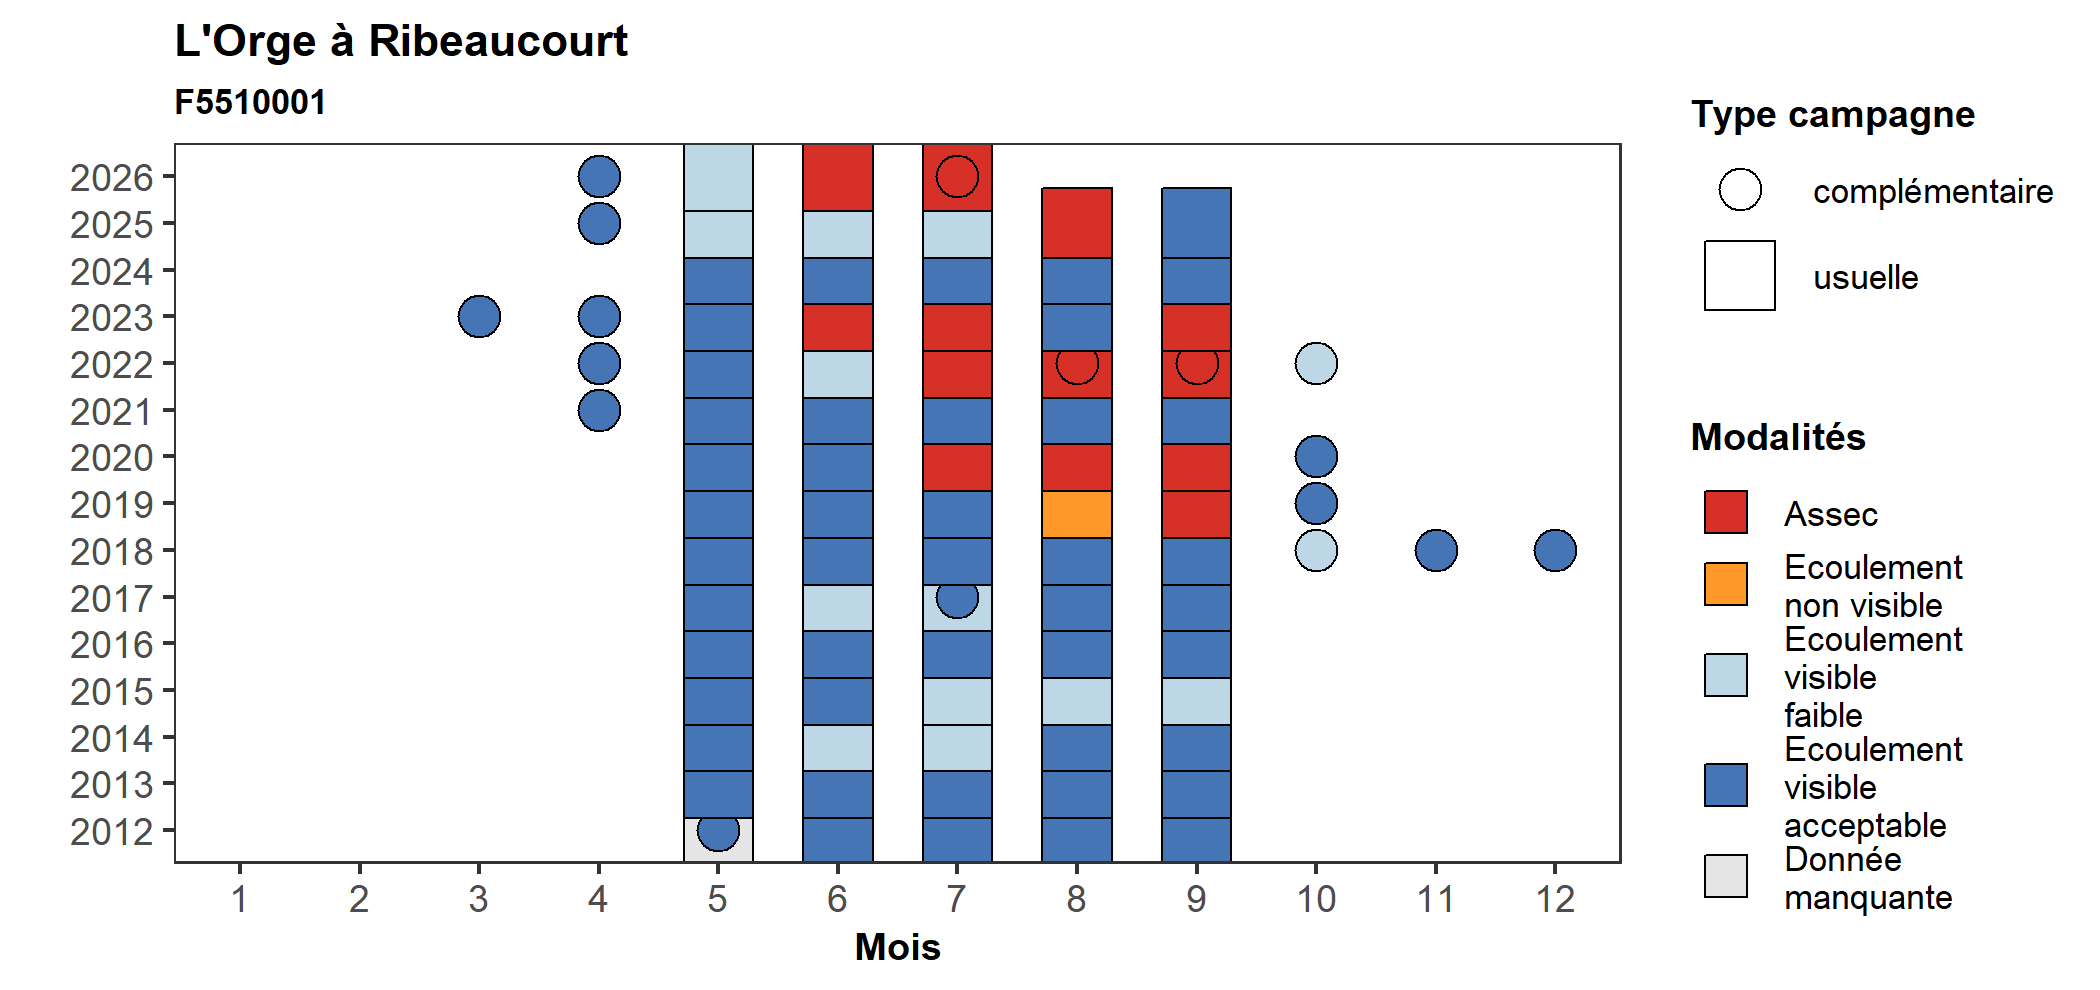 L'Orge à Ribeaucourt
F5510001
2026
2025
2024
2023
2022
2021
2020
2019
2018
2017
2016
2015
2014
2013
2012
1 2 3 4 5 6 7 8 9 10 11 12
Mois
Type campagne
complémentaire
usuelle
Modalités
Assec
Ecoulement
non visible
Ecoulement
visible
faible
Ecoulement
visible
acceptable
Donnée
manquante